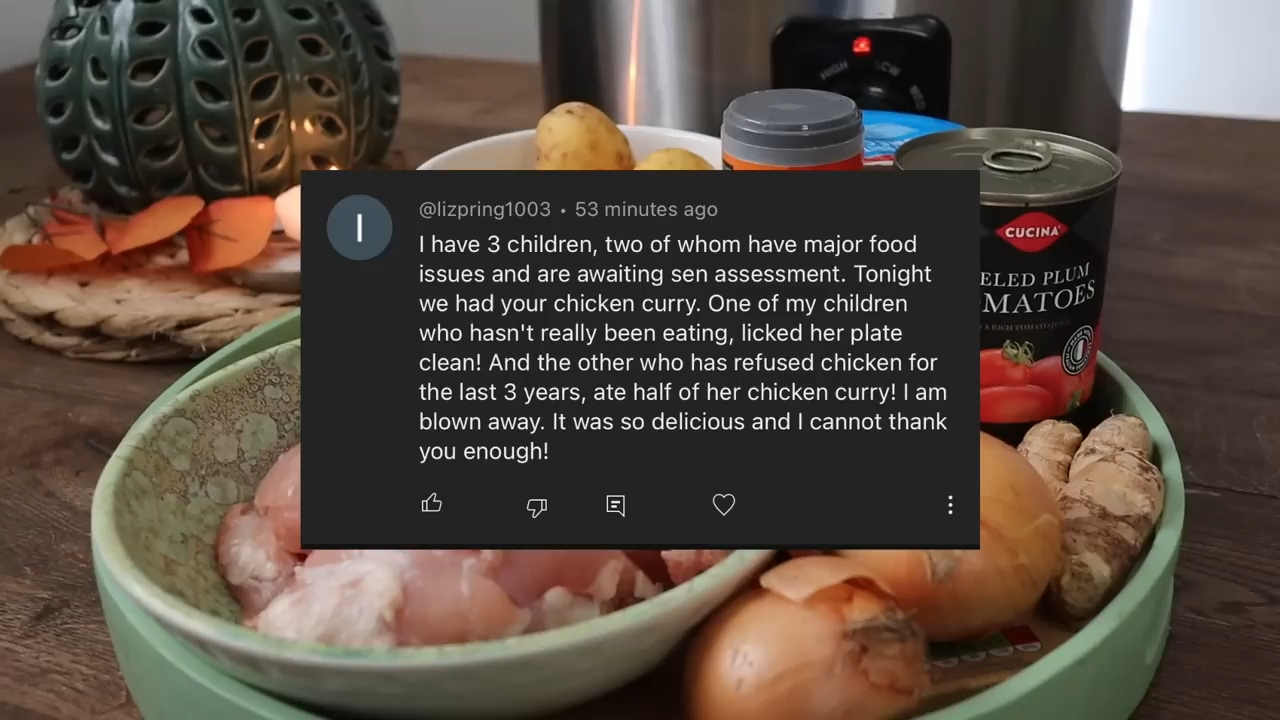 HIGH
LOW
@lizpring1003 • 53 minutes ago
I
I have 3 children, two of whom have major food
issues and are awaiting sen assessment. Tonight
we had your chicken curry. One of my children
who hasn't really been eating, licked her plate
clean! And the other who has refused chicken for
the last 3 years, ate half of her chicken curry! I am
blown away. It was so delicious and I cannot thank
you enough!
CUCINA
ELED PLUM
MATOES